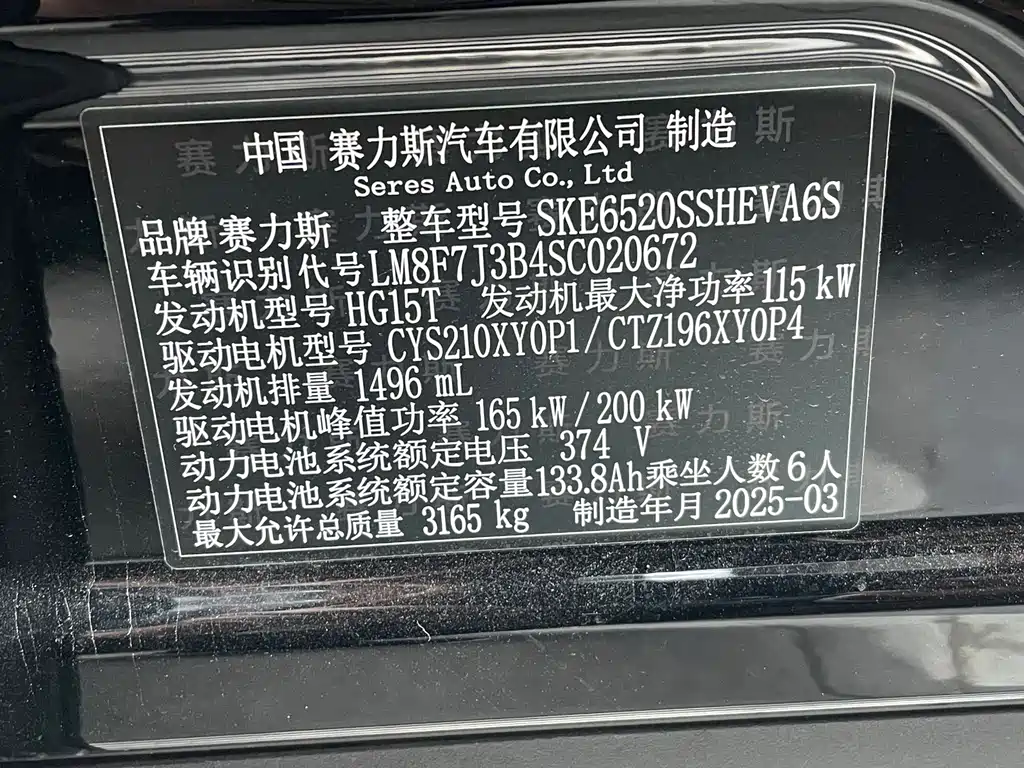 中国 赛力斯汽车有限公司 制造
Seres Auto Co., Ltd
品牌 赛力斯 整车型号 SKE6520SSHEVA6S
车辆识别代号 LM8F7J3B4SC020672
发动机型号 HG15T 发动机最大净功率 115 kW
驱动电机型号 CYS210XY0P1/CTZ196XY0P4
发动机排量 1496 mL
驱动电机峰值功率 165 kW/200 kW
动力电池系统额定电压 374 V
动力电池系统额定容量 133.8Ah 乘坐人数 6 人
最大允许总质量 3165 kg 制造年月 2025-03